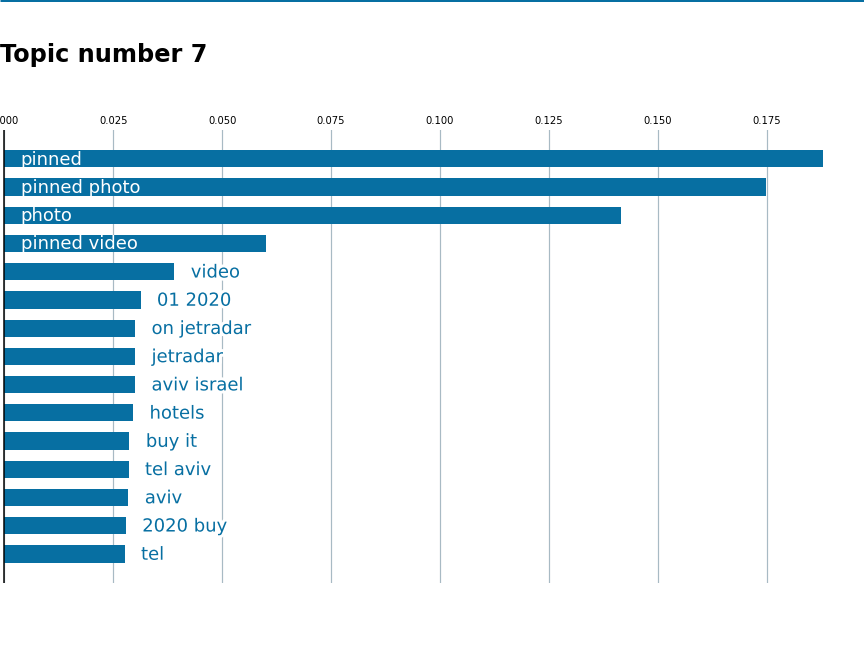 Topic number 7
000 0.025 0.050 0.075 0.100 0.125 0.150 0.175
pinned
pinned photo
photo
pinned video
video
01 2020
on jetradar
jetradar
aviv israel
hotels
buy it
tel aviv
aviv
2020 buy
tel